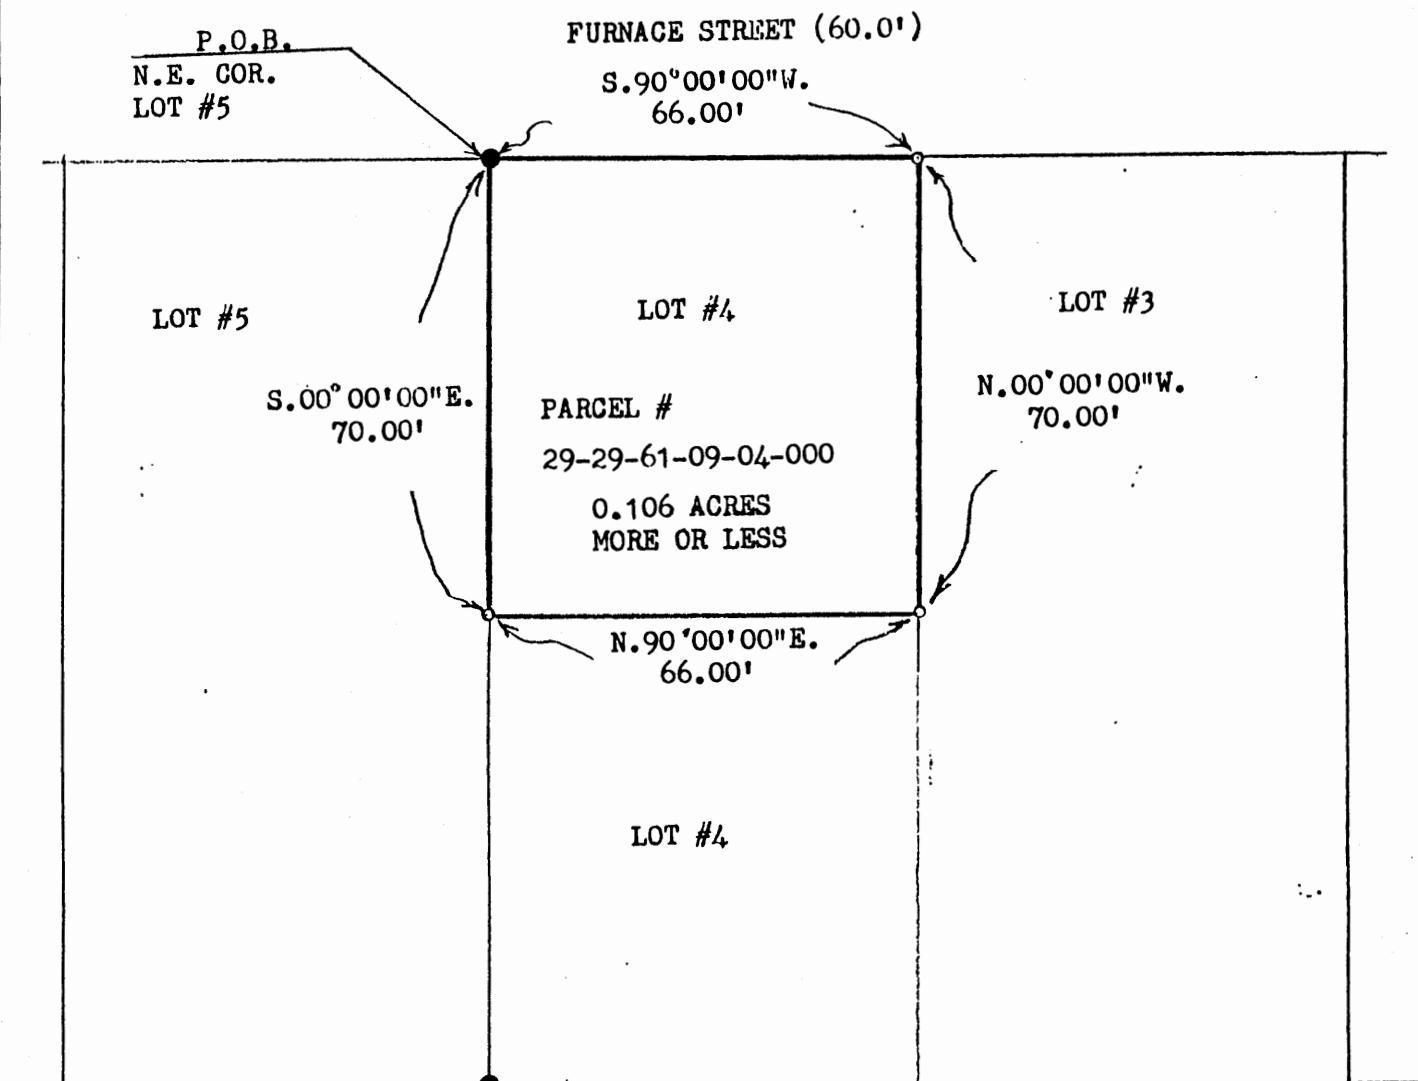 FURNACE STREET (60.0')
P.O.B.
N.E. COR.
LOT #5
S.90°00'00"W.
66.00'
LOT #5
LOT #4
LOT #3
S.00°00'00"E.
70.00'
N.00°00'00"W.
70.00'
PARCEL #
29-29-61-09-04-000
0.106 ACRES
MORE OR LESS
N.90°00'00"E.
66.00'
LOT #4